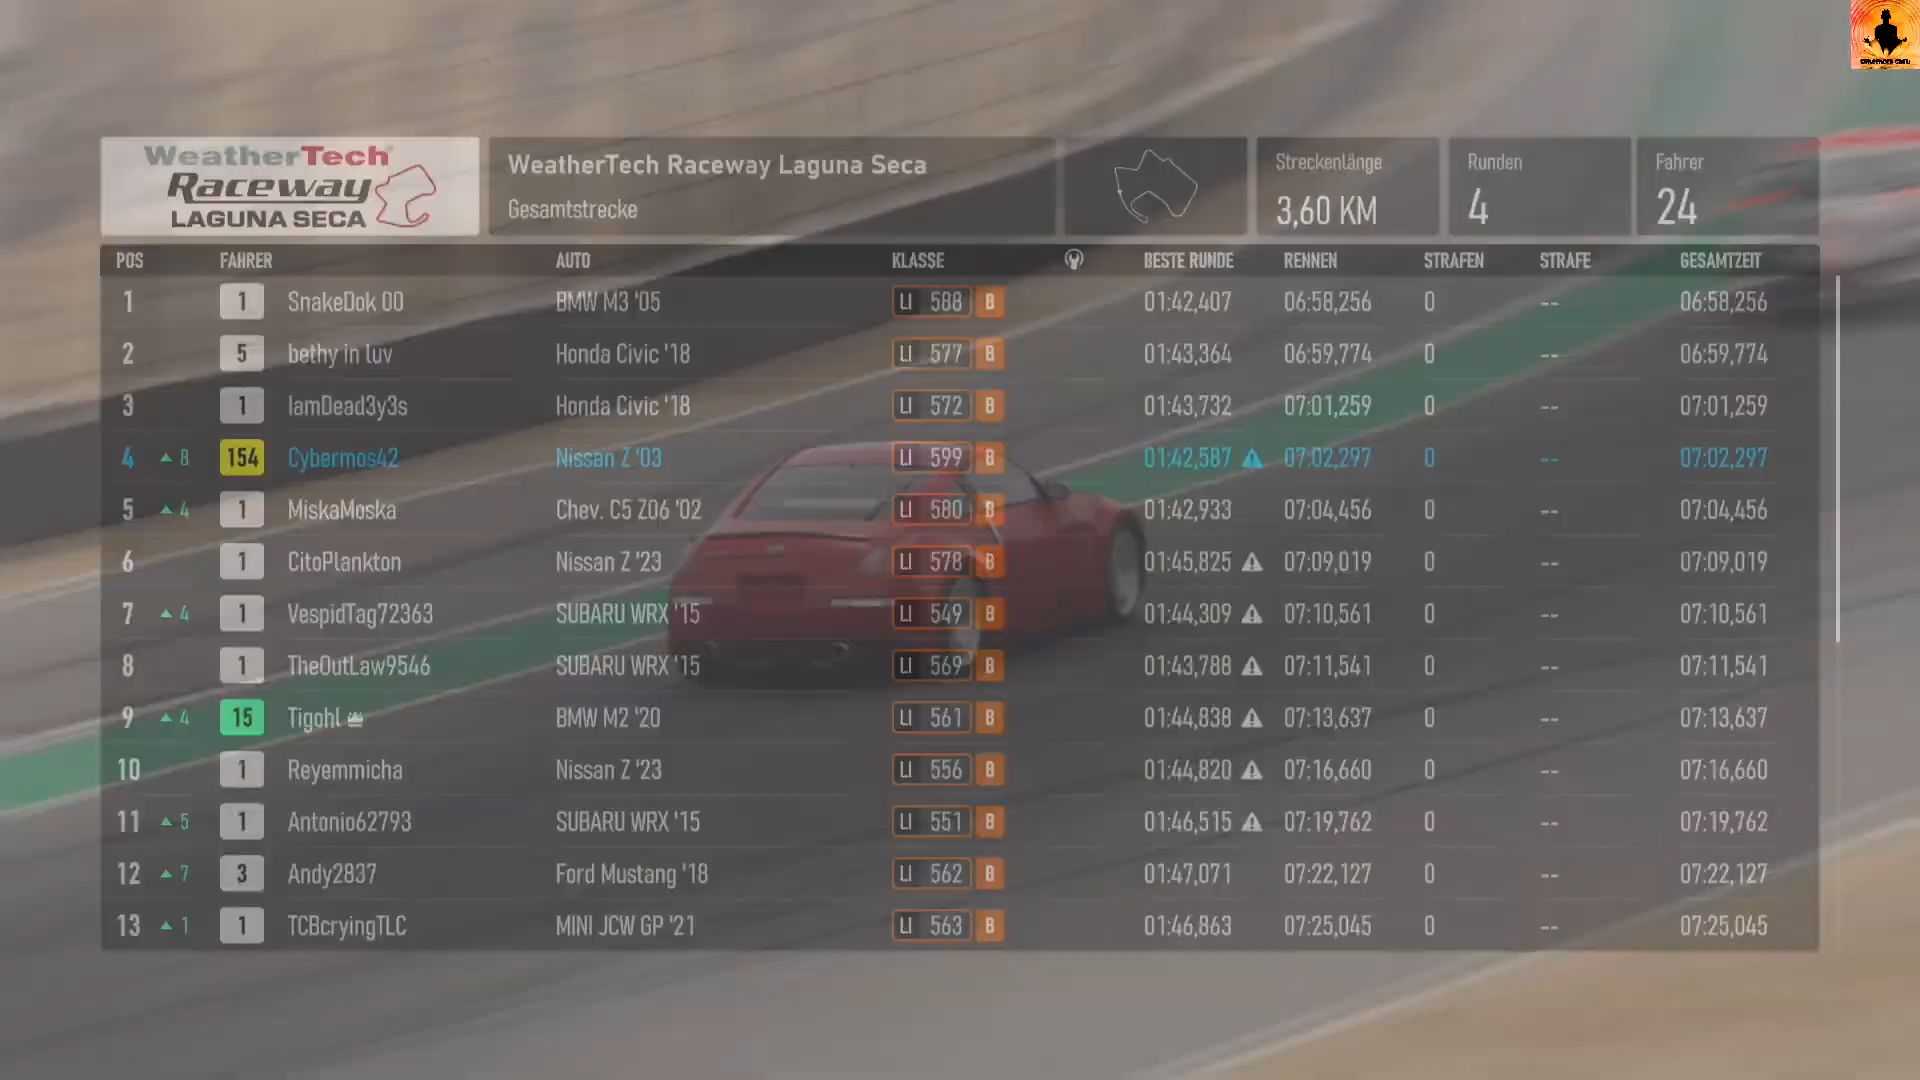 WeatherTech
Raceway
LAGUNA SECA
WeatherTech Raceway Laguna Seca
Gesamtstrecke
Streckenlänge
3,60 KM
Runden
4
Fahrer
24
POS FAHRER AUTO KLASSE BESTE RUNDE RENNEN STRAFEN STRAFE GESAMTZEIT
1 1 SnakeDok 00 BMW M3 '05 LI 588 B 01:42,407 06:58,256 0 -- 06:58,256
2 5 bethy in luv Honda Civic '18 LI 577 B 01:43,364 06:59,774 0 -- 06:59,774
3 1 IamDead3y3s Honda Civic '18 LI 572 B 01:43,732 07:01,259 0 -- 07:01,259
4 ▲ 8 154 Cybermos42 Nissan Z '03 LI 599 B 01:42,587 07:02,297 0 -- 07:02,297
5 ▲ 4 1 MiskaMoska Chev. C5 Z06 '02 LI 580 B 01:42,933 07:04,456 0 -- 07:04,456
6 1 CitoPlankton Nissan Z '23 LI 578 B 01:45,825 07:09,019 0 -- 07:09,019
7 ▲ 4 1 VespidTag72363 SUBARU WRX '15 LI 549 B 01:44,309 07:10,561 0 -- 07:10,561
8 1 TheOutLaw9546 SUBARU WRX '15 LI 569 B 01:43,788 07:11,541 0 -- 07:11,541
9 ▲ 4 15 Tigohl BMW M2 '20 LI 561 B 01:44,838 07:13,637 0 -- 07:13,637
10 1 Reyemmicha Nissan Z '23 LI 556 B 01:44,820 07:16,660 0 -- 07:16,660
11 ▲ 5 1 Antonio62793 SUBARU WRX '15 LI 551 B 01:46,515 07:19,762 0 -- 07:19,762
12 ▲ 7 3 Andy2837 Ford Mustang '18 LI 562 B 01:47,071 07:22,127 0 -- 07:22,127
13 ▲ 1 1 TCBcryingTLC MINI JCW GP '21 LI 563 B 01:46,863 07:25,045 0 -- 07:25,045